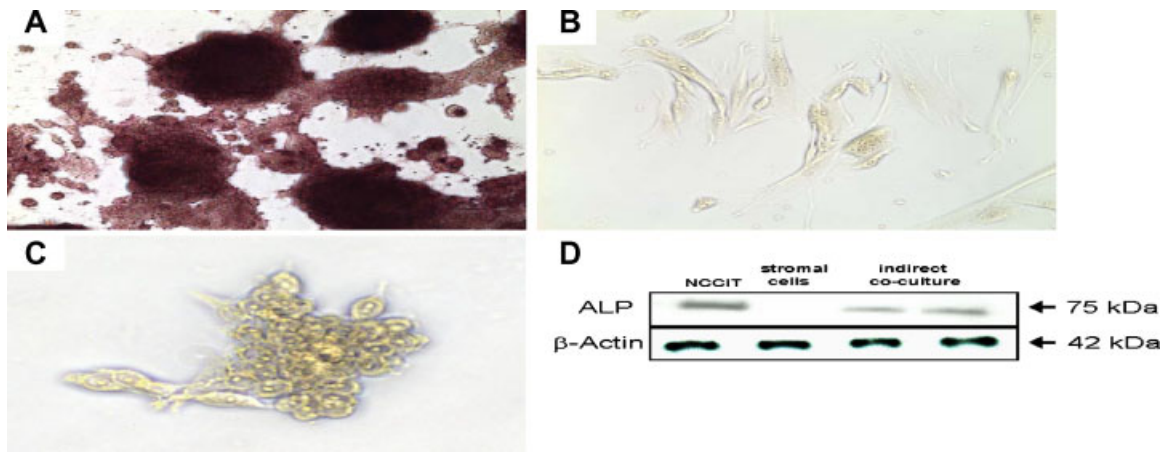 A
B
C
D
NCCIT stromal cells indirect co-culture
ALP ← 75 kDa
β-Actin ← 42 kDa